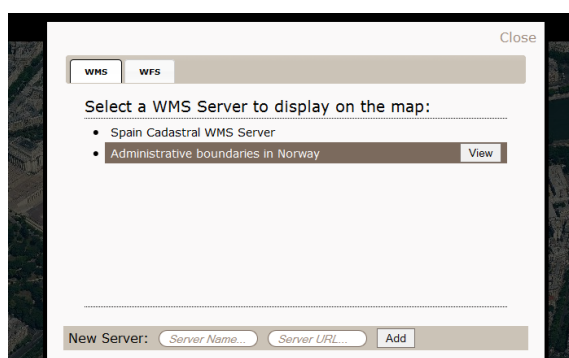 Close
WMS WFS
Select a WMS Server to display on the map:
Spain Cadastral WMS Server
Administrative boundaries in Norway View
New Server: Server Name... Server URL... Add